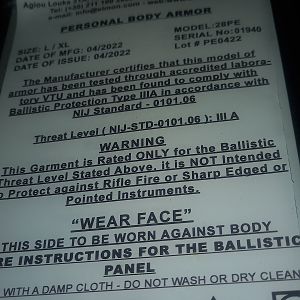 Agiou Louka
PERSONAL BODY ARMOR
MODEL:28PE
SIZE: L / XL
SERIAL No: 01940
DATE OF MFG: 04/2022
Lot # PE0422
DATE OF ISSUE: 04/2022
The Manufacturer certifies that this model of
armor has been tested through accredited labora-
tory VTU and has been found to comply with
Ballistic Protection Type IIIA in accordance with
NIJ Standard - 0101.06
Threat Level ( NIJ-STD-0101.06 ): III A
WARNING
This Garment is Rated ONLY for the Ballistic
Threat Level Stated Above, it is NOT Intended
to Protect against Rifle Fire or Sharp Edged or
Pointed Instruments.
“WEAR FACE”
THIS SIDE TO BE WORN AGAINST BODY
RE INSTRUCTIONS FOR THE BALLISTIC
PANEL
WITH A DAMP CLOTH - DO NOT WASH OR DRY CLEAN